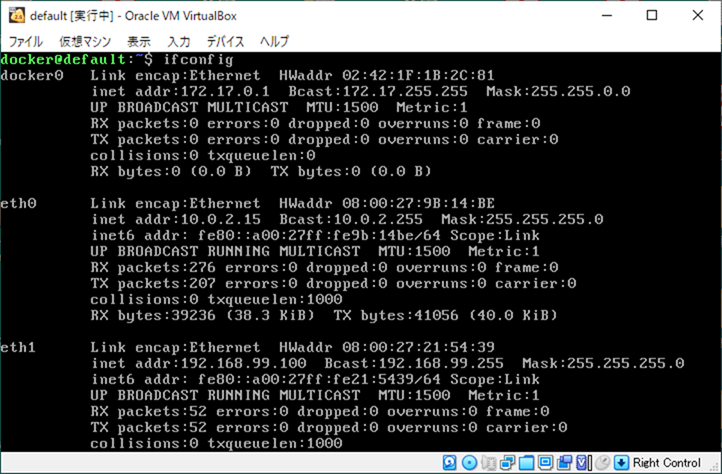 default [実行中] - Oracle VM VirtualBox
ファイル 仮想マシン 表示 入力 デバイス ヘルプ
docker@default:~$ ifconfig
docker0   Link encap:Ethernet  HWaddr 02:42:1F:1B:2C:81
          inet addr:172.17.0.1  Bcast:172.17.255.255  Mask:255.255.0.0
          UP BROADCAST MULTICAST  MTU:1500  Metric:1
          RX packets:0 errors:0 dropped:0 overruns:0 frame:0
          TX packets:0 errors:0 dropped:0 overruns:0 carrier:0
          collisions:0 txqueuelen:0
          RX bytes:0 (0.0 B)  TX bytes:0 (0.0 B)
eth0      Link encap:Ethernet  HWaddr 08:00:27:9B:14:BE
          inet addr:10.0.2.15  Bcast:10.0.2.255  Mask:255.255.255.0
          inet6 addr: fe80::a00:27ff:fe9b:14be/64 Scope:Link
          UP BROADCAST RUNNING MULTICAST  MTU:1500  Metric:1
          RX packets:276 errors:0 dropped:0 overruns:0 frame:0
          TX packets:207 errors:0 dropped:0 overruns:0 carrier:0
          collisions:0 txqueuelen:1000
          RX bytes:39236 (38.3 KiB)  TX bytes:41056 (40.0 KiB)
eth1      Link encap:Ethernet  HWaddr 08:00:27:21:54:39
          inet addr:192.168.99.100  Bcast:192.168.99.255  Mask:255.255.255.0
          inet6 addr: fe80::a00:27ff:fe21:5439/64 Scope:Link
          UP BROADCAST RUNNING MULTICAST  MTU:1500  Metric:1
          RX packets:52 errors:0 dropped:0 overruns:0 frame:0
          TX packets:52 errors:0 dropped:0 overruns:0 carrier:0
          collisions:0 txqueuelen:1000
Right Control